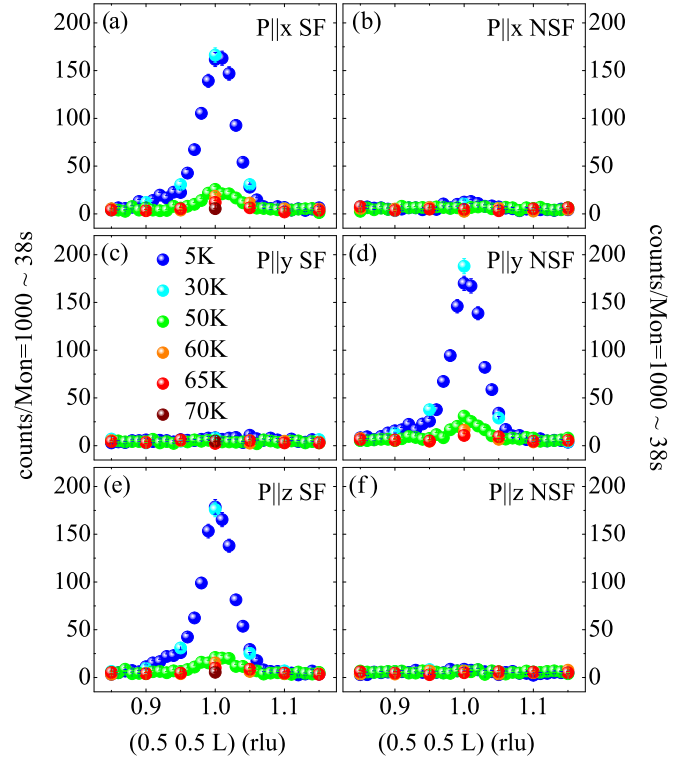 (a) P||x SF
(b) P||x NSF
200 200
150 150
100 100
50 50
0 0
(c) P||y SF
(d) P||y NSF
5K
30K
50K
60K
65K
70K
200 200
150 150
100 100
50 50
0 0
(e) P||z SF
(f) P||z NSF
200 200
150 150
100 100
50 50
0 0
counts/Mon=1000 ~ 38s
counts/Mon=1000 ~ 38s
0.9 1.0 1.1 0.9 1.0 1.1
(0.5 0.5 L) (rlu) (0.5 0.5 L) (rlu)